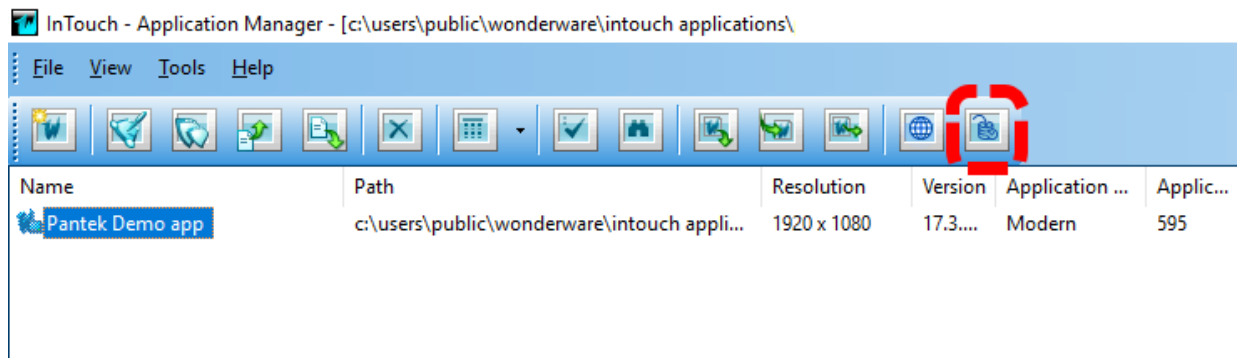 InTouch - Application Manager - [c:\users\public\wonderware\intouch applications\
File View Tools Help
Name Path Resolution Version Application ... Applic...
Pantek Demo app c:\users\public\wonderware\intouch appli... 1920 x 1080 17.3.... Modern 595